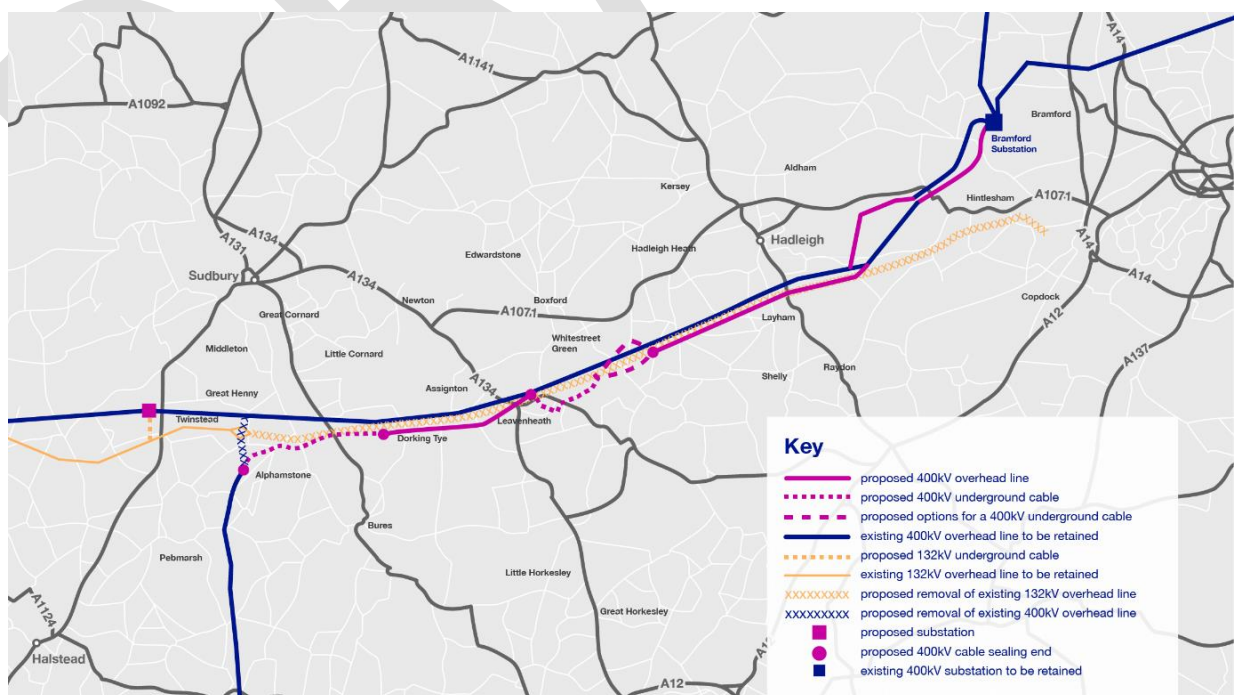 A14
A1141
A1092
Bramford
Bramford
Substation
Aldham
Kersey
Hintlesham
A1071
A134
A131
Hadleigh
A14
Hadleigh Heath
Edwardstone
Sudbury
A134
A14
Newton
Boxford
Copdock
A1071
Great Cornard
Layham
A12
Whitestreet
Green
Middleton
Little Cornard
A137
Raydon
Shelly
Assignton
A134
Great Henny
Twinstead
Leavenheath
Dorking Tye
Alphamstone
Bures
Pebmarsh
Little Horkesley
Great Horkesley
A1124
Halstead
A12
Key
proposed 400kV overhead line
proposed 400kV underground cable
proposed options for a 400kV underground cable
existing 400kV overhead line to be retained
proposed 132kV underground cable
existing 132kV overhead line to be retained
proposed removal of existing 132kV overhead line
proposed removal of existing 400kV overhead line
proposed substation
proposed 400kV cable sealing end
existing 400kV substation to be retained